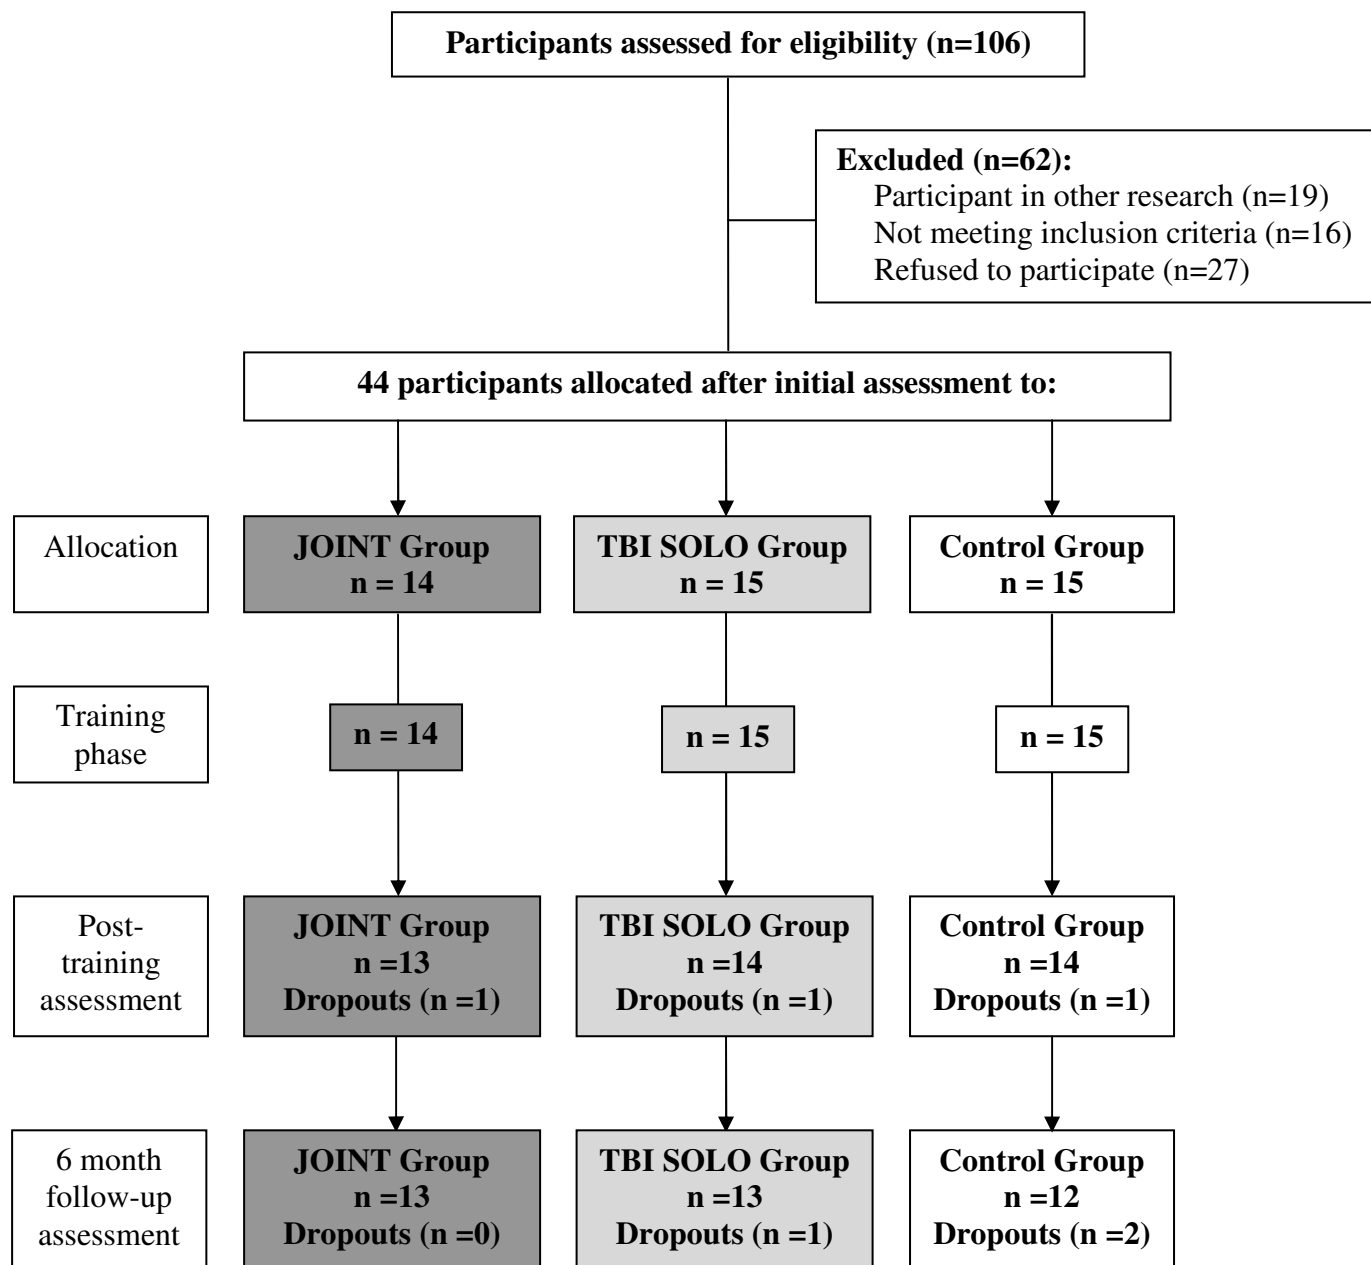 Participants assessed for eligibility (n=106)
Excluded (n=62):
Participant in other research (n=19)
Not meeting inclusion criteria (n=16)
Refused to participate (n=27)
44 participants allocated after initial assessment to:
Allocation
JOINT Group
n = 14
TBI SOLO Group
n = 15
Control Group
n = 15
Training
phase
n = 14
n = 15
n = 15
Post-
training
assessment
JOINT Group
n =13
Dropouts (n =1)
TBI SOLO Group
n =14
Dropouts (n =1)
Control Group
n =14
Dropouts (n =1)
6 month
follow-up
assessment
JOINT Group
n =13
Dropouts (n =0)
TBI SOLO Group
n =13
Dropouts (n =1)
Control Group
n =12
Dropouts (n =2)